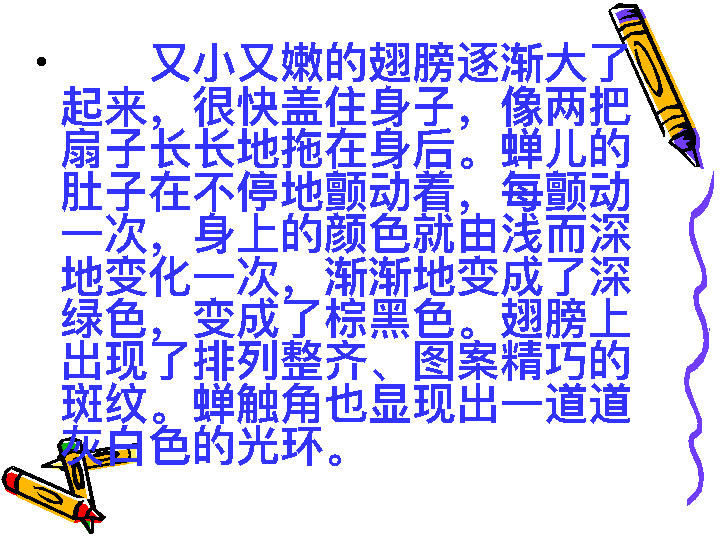 • 又小又嫩的翅膀逐渐大了
起来，很快盖住身子，像两把
扇子长长地拖在身后。蝉儿的
肚子在不停地颤动着，每颤动
一次，身上的颜色就由浅而深
地变化一次，渐渐地变成了深
绿色，变成了棕黑色。翅膀上
出现了排列整齐、图案精巧的
斑纹。蝉触角也显现出一道道
灰白色的光环。